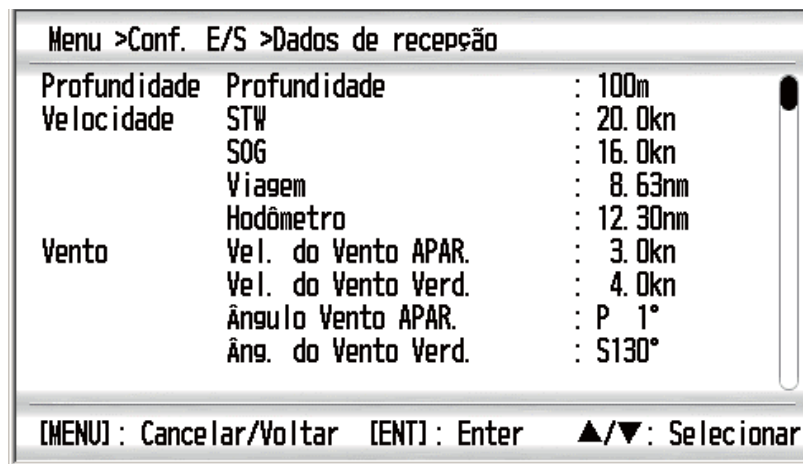 Menu >Conf. E/S >Dados de recepção
Profundidade Profundidade : 100m
Velocidade STW : 20.0kn
SOG : 16.0kn
Viagem : 8.63nm
Hodômetro : 12.30nm
Vento Vel. do Vento APAR. : 3.0kn
Vel. do Vento Verd. : 4.0kn
Ângulo Vento APAR. : P 1°
Âng. do Vento Verd. : S130°
[MENU]: Cancelar/Voltar [ENT]: Enter ▲/▼: Selecionar